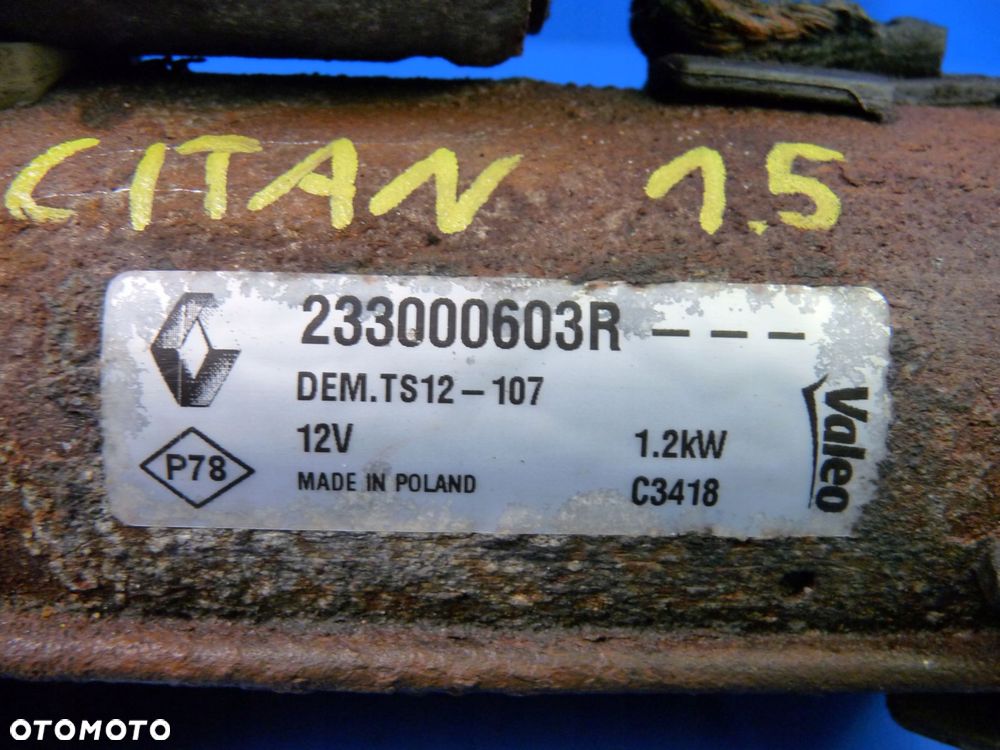 CITAN 1.5
233000603R – – –
DEM.TS12–107
12V 1.2kW
P78
MADE IN POLAND C3418
Valeo
OTOMOTO